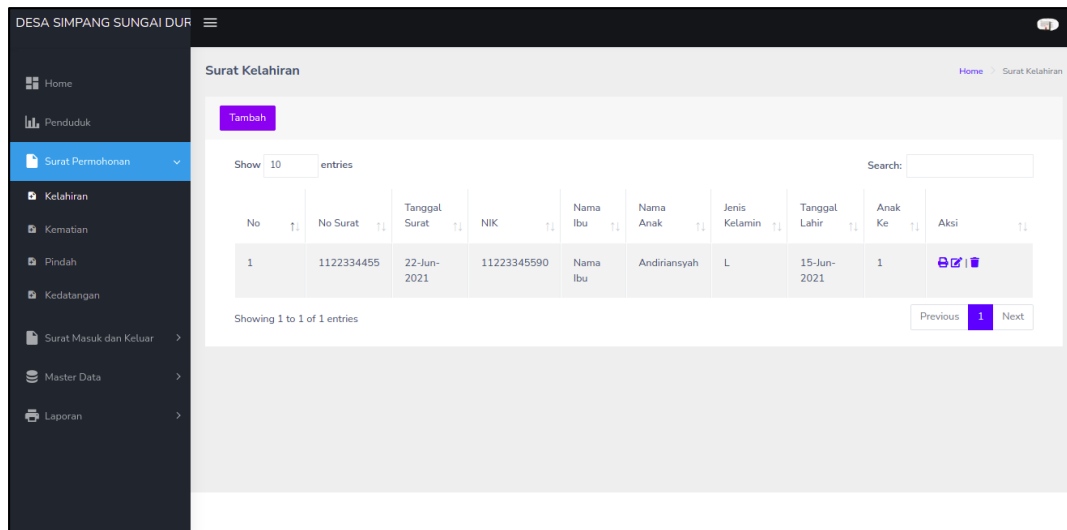 DESA SIMPANG SUNGAI DUR
Home
Penduduk
Surat Permohonan
Kelahiran
Kematian
Pindah
Kedatangan
Surat Masuk dan Keluar
Master Data
Laporan
Surat Kelahiran
Home > Surat Kelahiran
Tambah
Show 10 entries
Search:
No
No Surat
Tanggal
Surat
NIK
Nama
Ibu
Nama
Anak
Jenis
Kelamin
Tanggal
Lahir
Anak
Ke
Aksi
1
1122334455
22-Jun-
2021
11223345590
Nama
Ibu
Andiriansyah
L
15-Jun-
2021
1
|
Showing 1 to 1 of 1 entries
Previous 1 Next